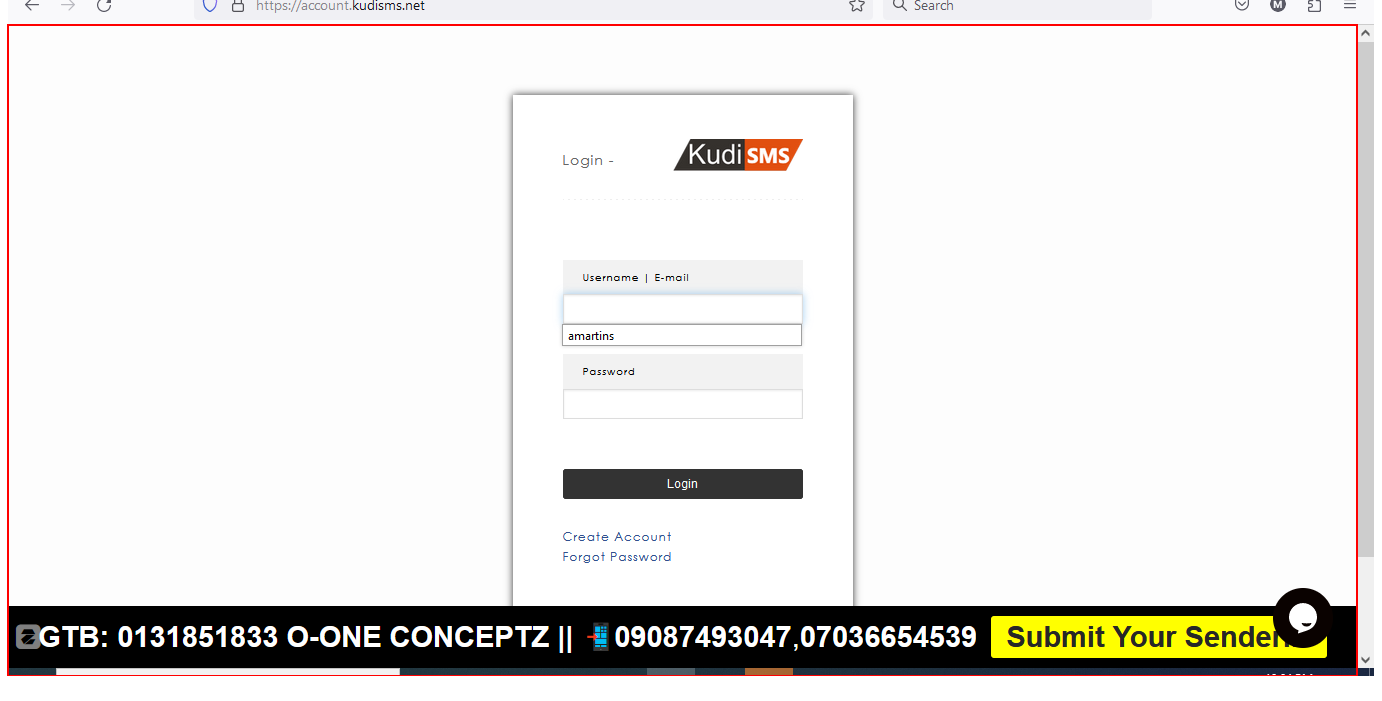 https://account.kudisms.net
Search
M
Login -
Kudi SMS
Username | E-mail
amartins
Password
Login
Create Account
Forgot Password
GTB: 0131851833 O-ONE CONCEPTZ || 09087493047,07036654539
Submit Your Sender